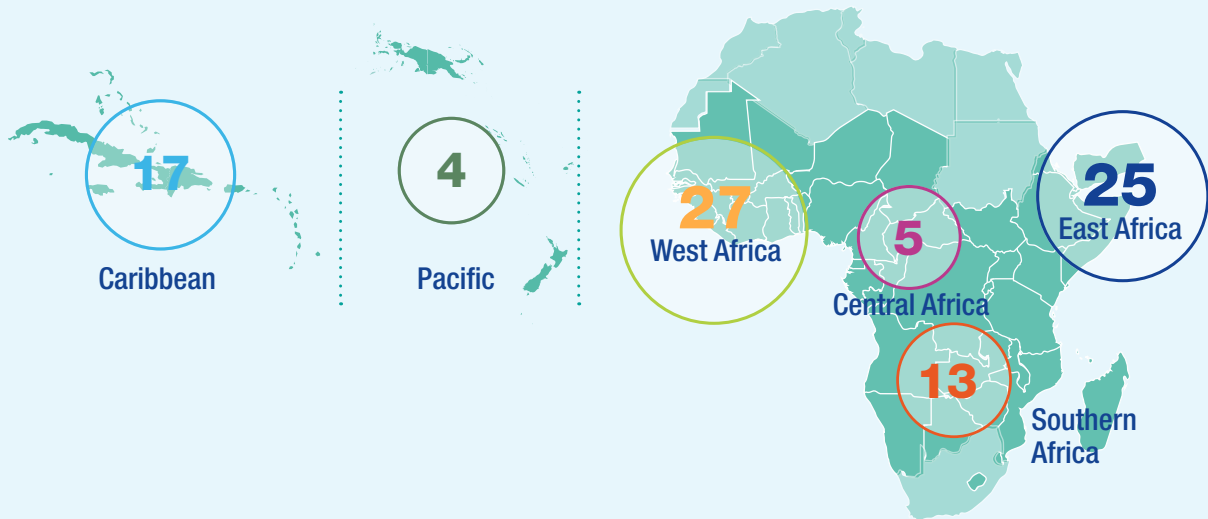 17
Caribbean
4
Pacific
27
West Africa
5
Central Africa
25
East Africa
13
Southern
Africa